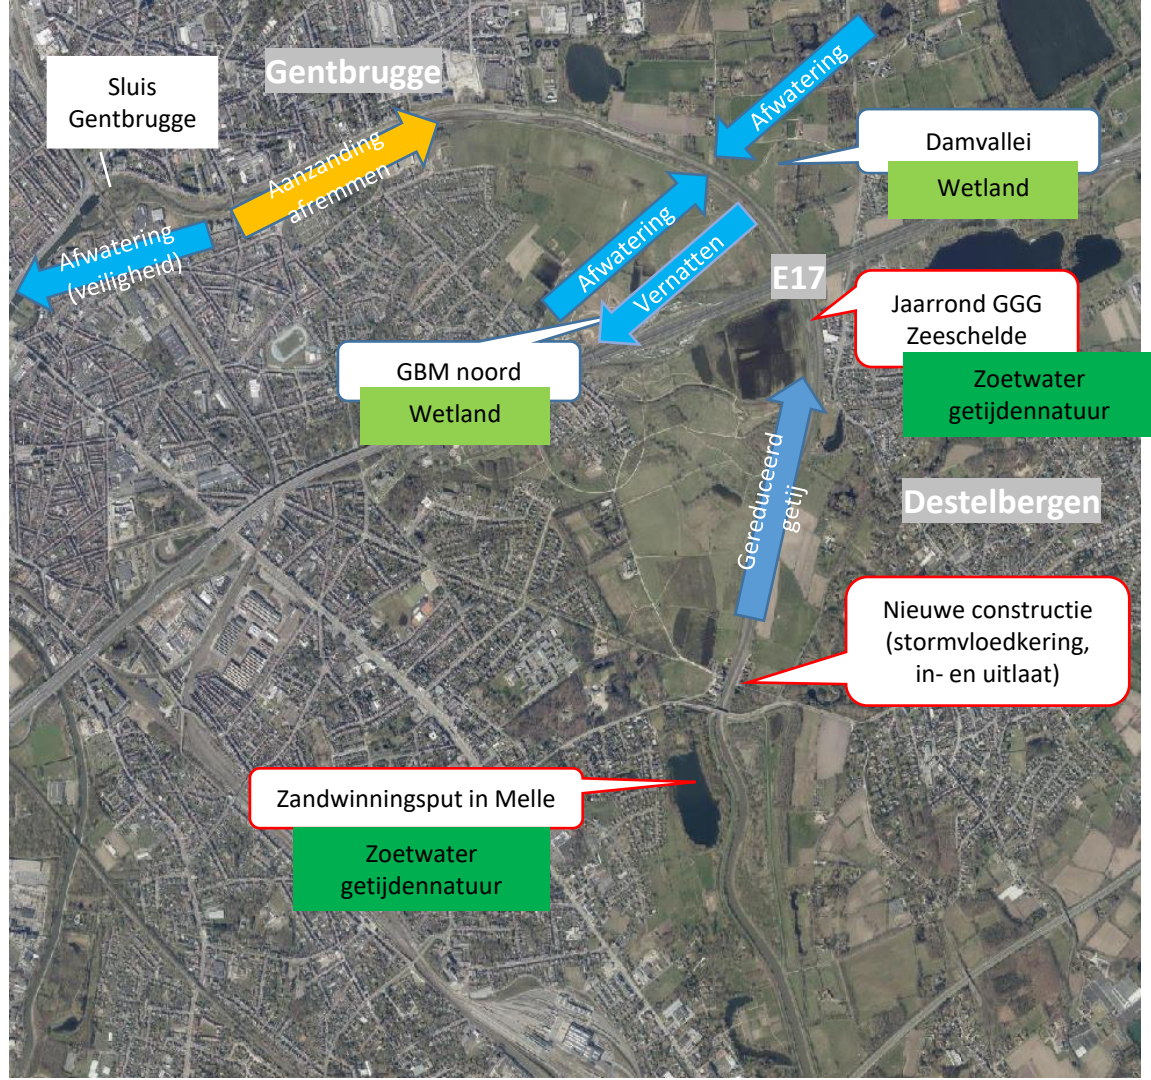 Gentbrugge
Sluis
Gentbrugge
Afwatering
Damvallei
Wetland
Aanzanding
afremmen
Afwatering
(veiligheid)
Afwatering
Vernatten
E17
Jaarrond GGG
Zeeschelde
Zoetwater
getijdennatuur
GBM noord
Wetland
Gereduceerd
getij
Destelbergen
Nieuwe constructie
(stormvloedkering,
in- en uitlaat)
Zandwinningsput in Melle
Zoetwater
getijdennatuur